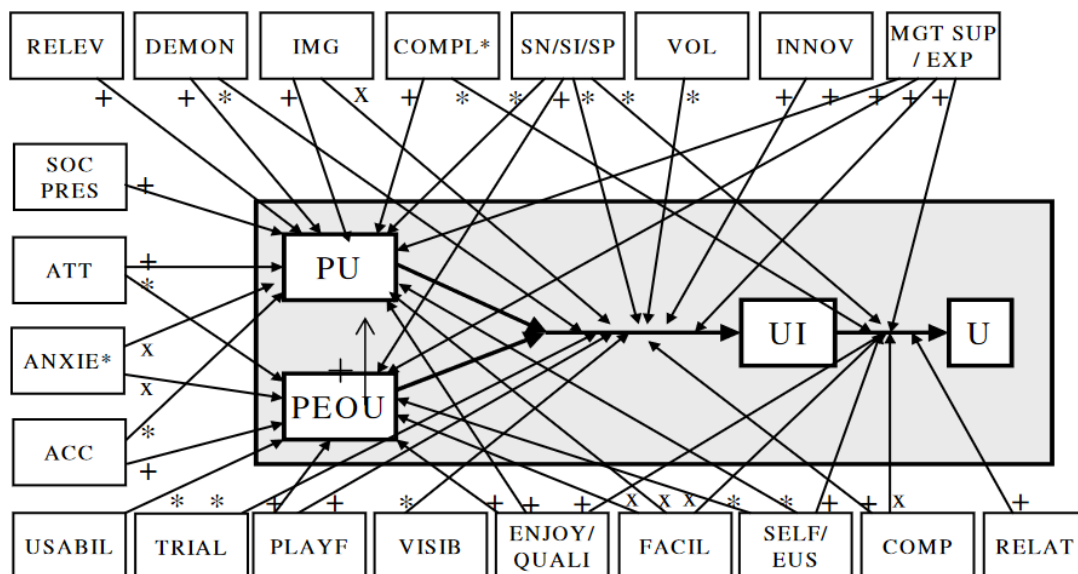 RELEV DEMON IMG COMPL* SN/SI/SP VOL INNOV MGT SUP
/ EXP
+ + * + x + * * + * * * + + + + +
SOC
PRES
+
ATT
+
*
PU
UI
U
ANXIE*
x
x
+
PEOU
ACC
*
+
* * + + * + + x x x * * + + x +
USABIL TRIAL PLAYF VISIB ENJOY/
QUALI FACIL SELF/
EUS COMP RELAT